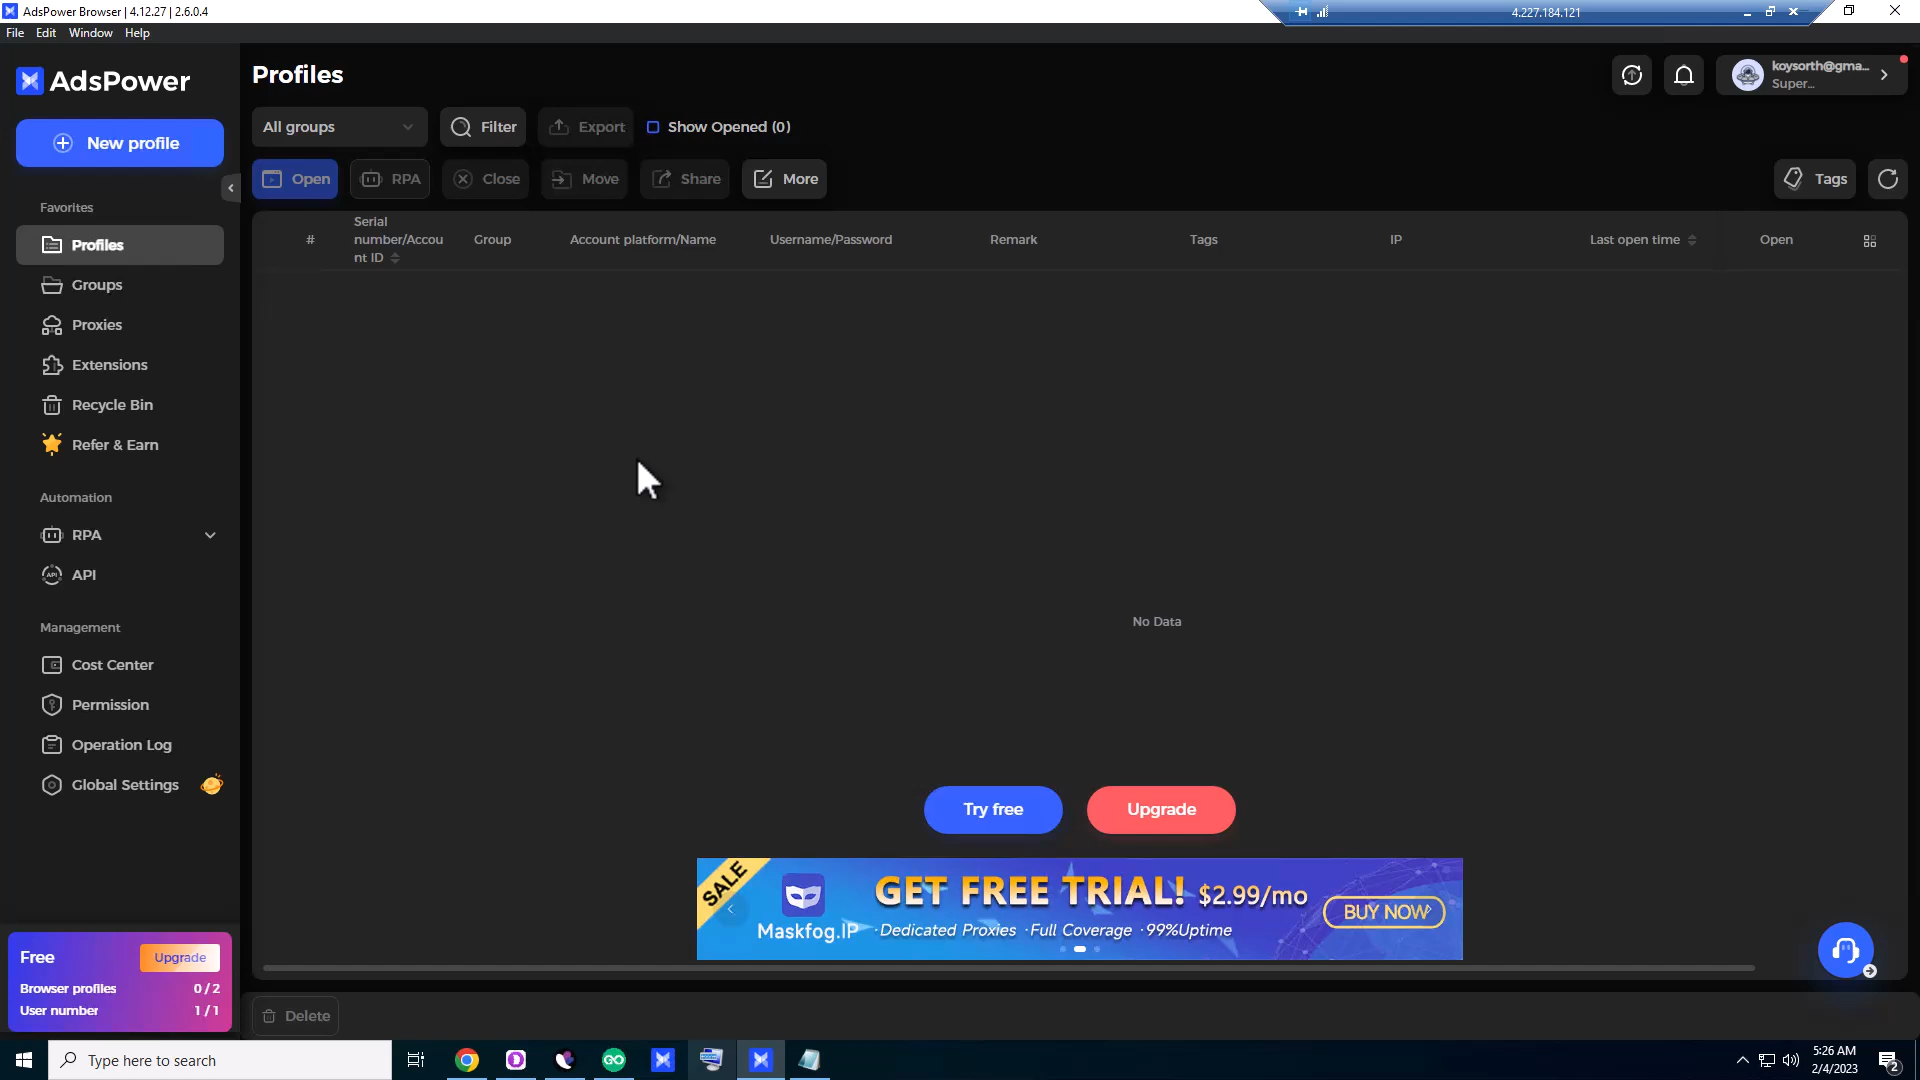 AdsPower Browser | 4.12.27 | 2.6.0.4
4.227.184.121
File Edit Window Help
AdsPower
Profiles
koysorth@gma...
Super...
New profile
All groups
Filter
Export
Show Opened (0)
Open
RPA
Close
Move
Share
More
Tags
Favorites
Profiles
Groups
Proxies
Extensions
Recycle Bin
Refer & Earn
Automation
RPA
API
Management
Cost Center
Permission
Operation Log
Global Settings
#
Serial
number/Accou
nt ID
Group
Account platform/Name
Username/Password
Remark
Tags
IP
Last open time
Open
No Data
Try free
Upgrade
SALE
Maskfog.IP
GET FREE TRIAL! $2.99/mo
·Dedicated Proxies ·Full Coverage ·99%Uptime
BUY NOW
Free
Upgrade
Browser profiles 0 / 2
User number 1 / 1
Delete
Type here to search
GO
5:26 AM
2/4/2023
2